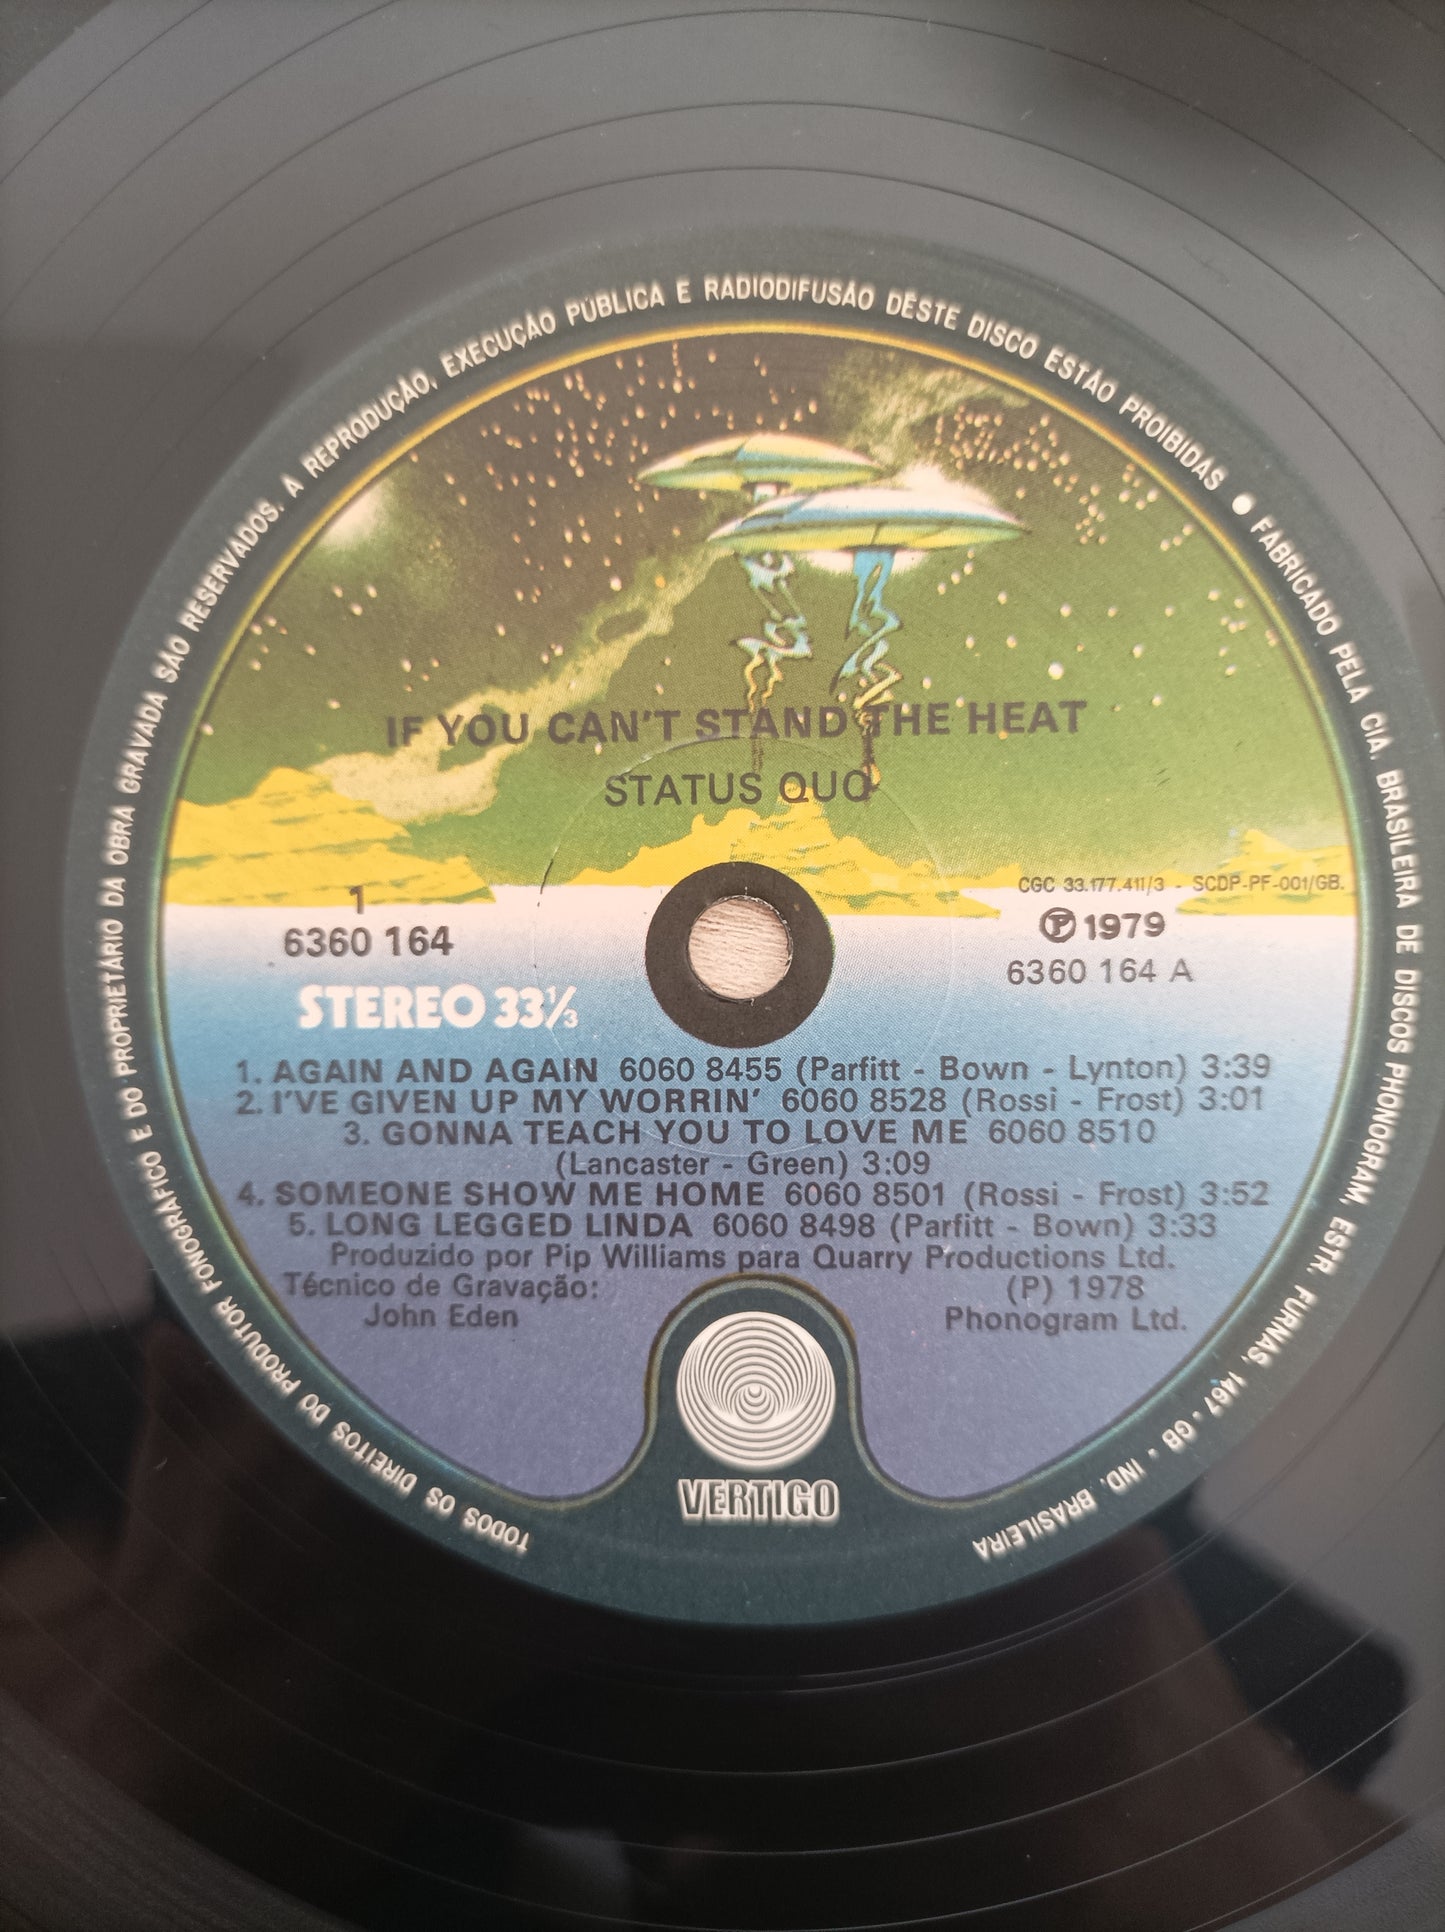 TODOS OS DIREITOS DO PRODUTOR FONOGRÁFICO E DO PROPRIETÁRIO DA OBRA GRAVADA SÃO RESERVADOS. A REPRODUÇÃO, EXECUÇÃO PÚBLICA E RADIODIFUSÃO DÊSTE DISCO ESTÃO PROIBIDAS • FABRICADO PELA CIA. BRASILEIRA DE DISCOS PHONOGRAM, ESTR. FURNAS, 1467 - GB - IND. BRASILEIRA
IF YOU CAN'T STAND THE HEAT
STATUS QUO
1
6360 164
STEREO 33⅓
CGC 33.177.411/3 - SCDP-PF-001/GB.
Ⓟ 1979
6360 164 A
1. AGAIN AND AGAIN 6060 8455 (Parfitt - Bown - Lynton) 3:39
2. I'VE GIVEN UP MY WORRIN' 6060 8528 (Rossi - Frost) 3:01
3. GONNA TEACH YOU TO LOVE ME 6060 8510
(Lancaster - Green) 3:09
4. SOMEONE SHOW ME HOME 6060 8501 (Rossi - Frost) 3:52
5. LONG LEGGED LINDA 6060 8498 (Parfitt - Bown) 3:33
Produzido por Pip Williams para Quarry Productions Ltd.
Técnico de Gravação:
John Eden
(P) 1978
Phonogram Ltd.
VERTIGO